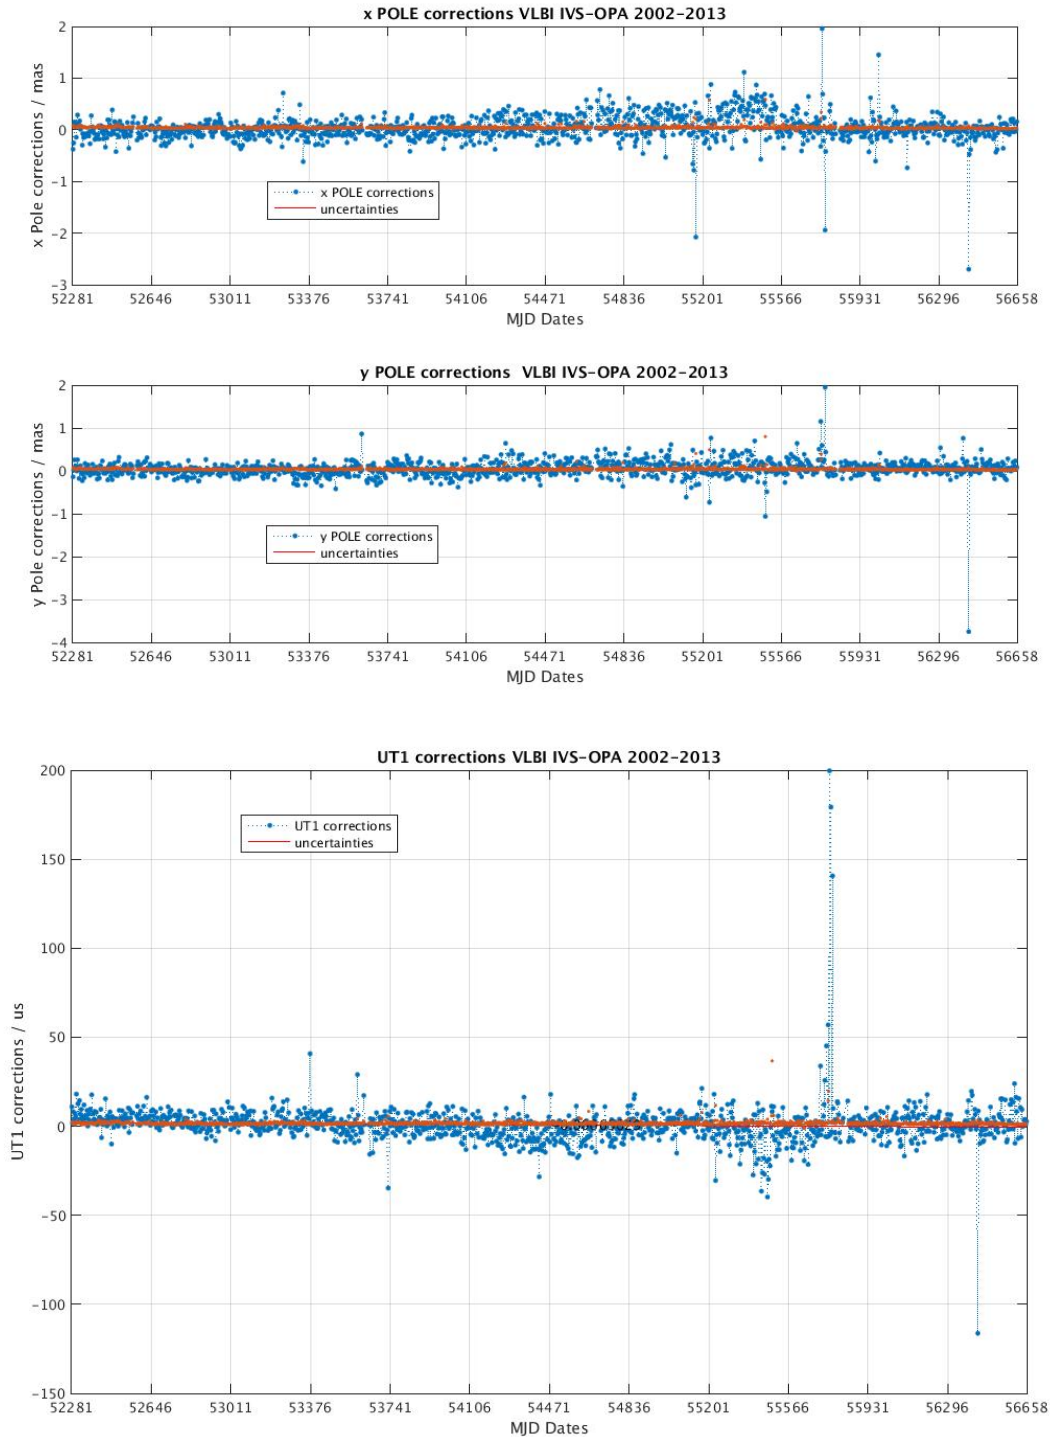 x POLE corrections VLBI IVS-OPA 2002-2013
2
1
0
−1
−2
−3
x Pole corrections / mas
x POLE corrections
uncertainties
52281 52646 53011 53376 53741 54106 54471 54836 55201 55566 55931 56296 56658
MJD Dates
y POLE corrections VLBI IVS-OPA 2002-2013
2
1
0
−1
−2
−3
−4
y Pole corrections / mas
y POLE corrections
uncertainties
52281 52646 53011 53376 53741 54106 54471 54836 55201 55566 55931 56296 56658
MJD Dates
UT1 corrections VLBI IVS-OPA 2002-2013
200
150
100
50
0
−50
−100
−150
UT1 corrections / us
UT1 corrections
uncertainties
52281 52646 53011 53376 53741 54106 54471 54836 55201 55566 55931 56296 56658
MJD Dates